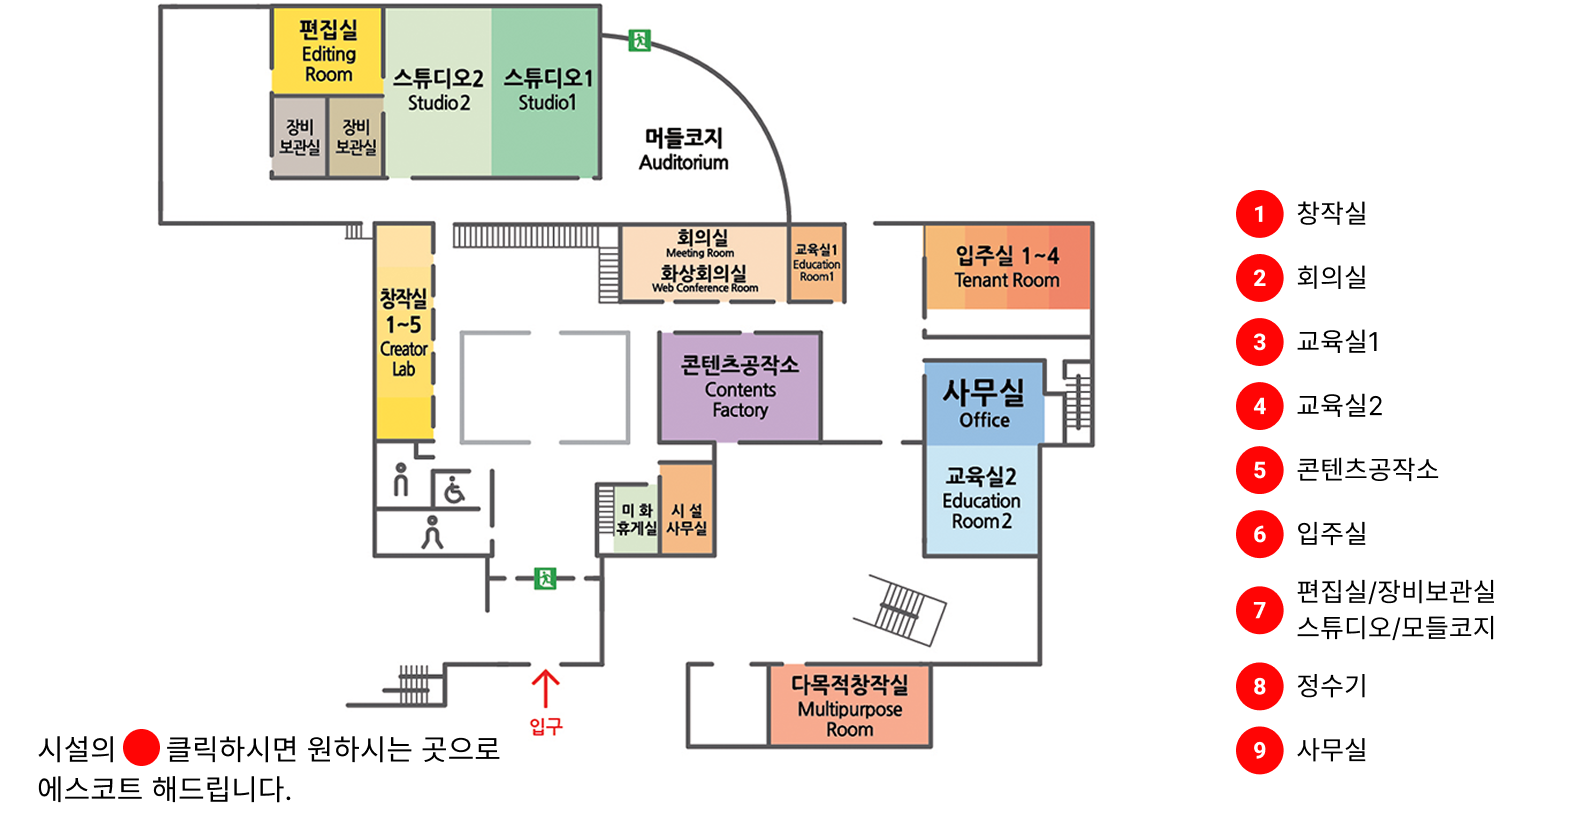 편집실
Editing
Room
스튜디오2
Studio2
스튜디오1
Studio1
장비
보관실
장비
보관실
머들코지
Auditorium
회의실
Meeting Room
화상회의실
Web Conference Room
교육실1
Education
Room1
입주실 1~4
Tenant Room
창작실
1~5
Creator
Lab
콘텐츠공작소
Contents
Factory
사무실
Office
교육실2
Education
Room2
미 화
휴게실
시 설
사무실
다목적창작실
Multipurpose
Room
입구
시설의 클릭하시면 원하시는 곳으로
에스코트 해드립니다.
1 창작실
2 회의실
3 교육실1
4 교육실2
5 콘텐츠공작소
6 입주실
7 편집실/장비보관실
스튜디오/모들코지
8 정수기
9 사무실